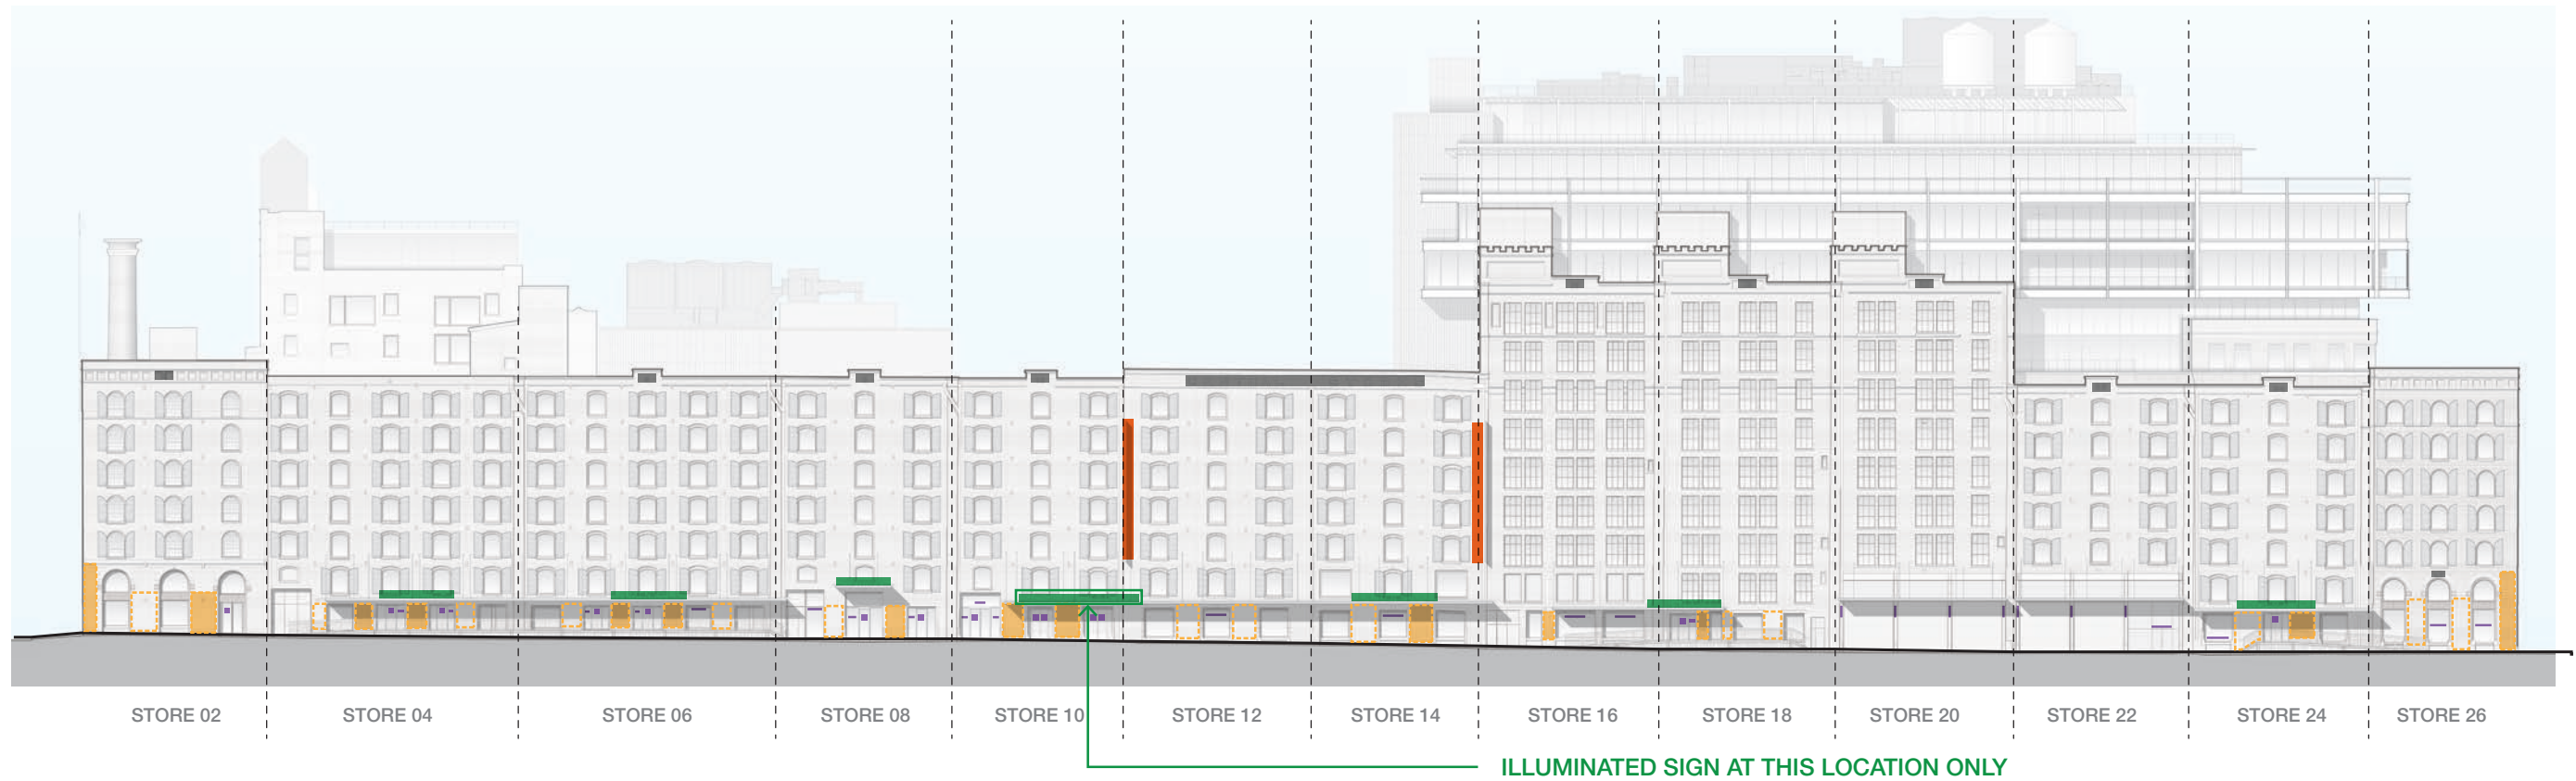 STORE 02
STORE 04
STORE 06
STORE 08
STORE 10
STORE 12
STORE 14
STORE 16
STORE 18
STORE 20
STORE 22
STORE 24
STORE 26
ILLUMINATED SIGN AT THIS LOCATION ONLY